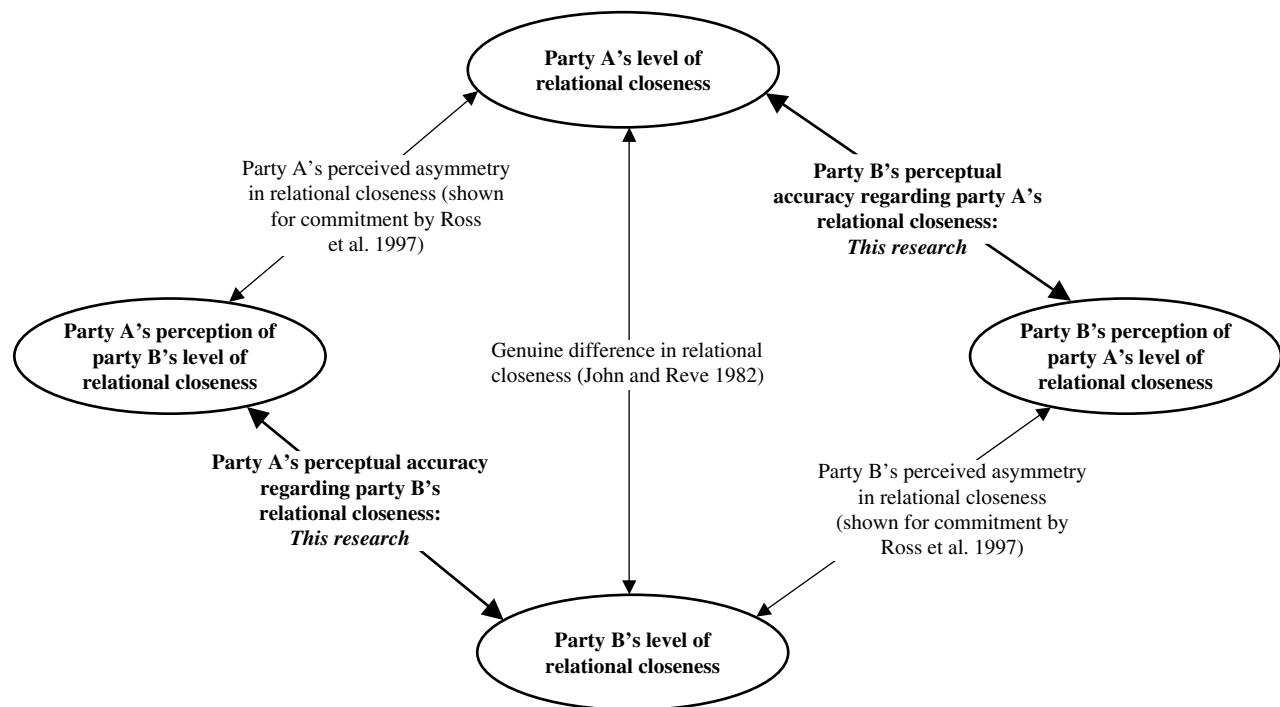 Party A's level of
relational closeness
Party A's perceived asymmetry
in relational closeness (shown
for commitment by Ross
et al. 1997)
Party B's perceptual
accuracy regarding party A's
relational closeness:
This research
Party A's perception of
party B's level of
relational closeness
Genuine difference in relational
closeness (John and Reve 1982)
Party B's perception of
party A's level of
relational closeness
Party A's perceptual accuracy
regarding party B's
relational closeness:
This research
Party B's perceived asymmetry
in relational closeness
(shown for commitment by
Ross et al. 1997)
Party B's level of
relational closeness